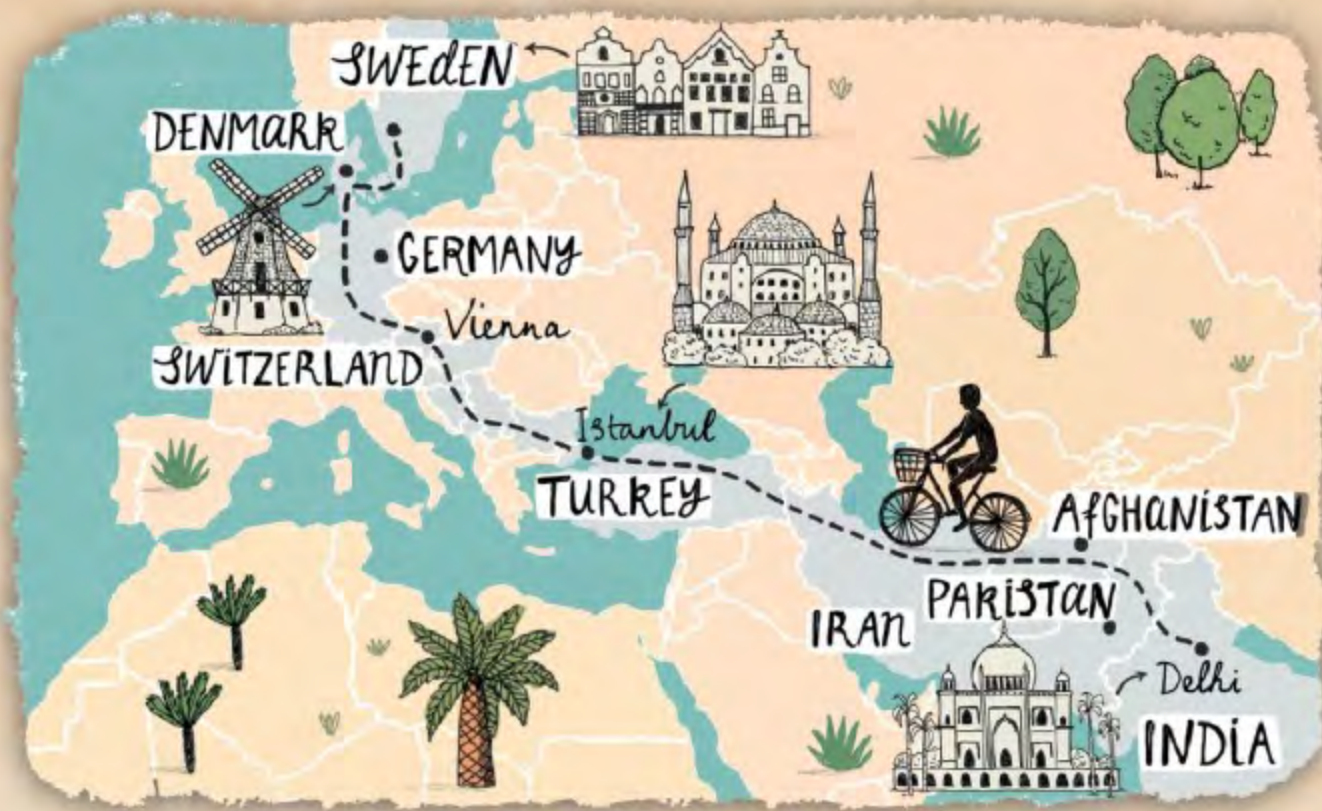 SWEDEN
DENMARK
GERMANY
Vienna
SWITZERLAND
Istanbul
TURKEY
AFGHANISTAN
PAKISTAN
IRAN
Delhi
INDIA